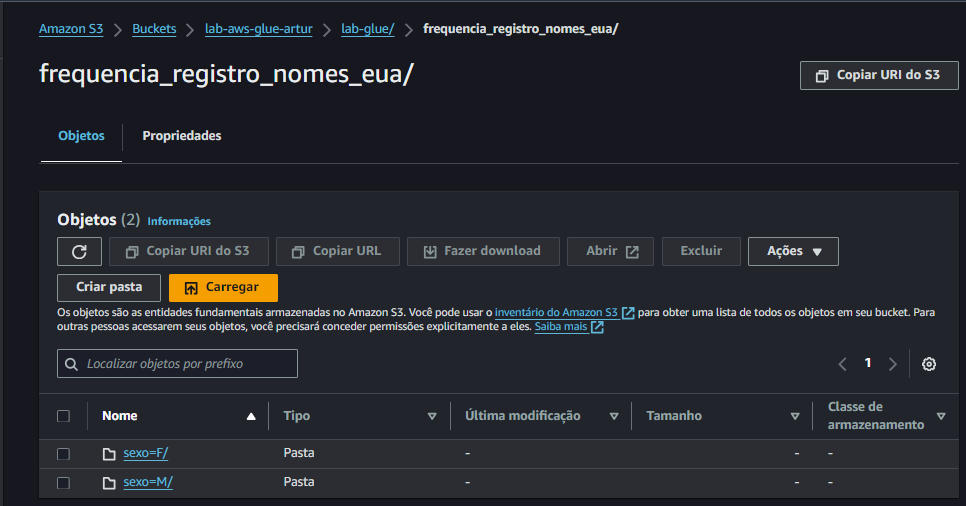 Amazon S3 > Buckets > lab-aws-glue-artur > lab-glue/ > frequencia_registro_nomes_eua/
frequencia_registro_nomes_eua/
Copiar URI do S3
Objetos Propriedades
Objetos (2) Informações
Copiar URI do S3 Copiar URL Fazer download Abrir Excluir Ações
Criar pasta Carregar
Os objetos são as entidades fundamentais armazenadas no Amazon S3. Você pode usar o inventário do Amazon S3 para obter uma lista de todos os objetos em seu bucket. Para
outras pessoas acessarem seus objetos, você precisará conceder permissões explicitamente a eles. Saiba mais
Localizar objetos por prefixo
1
Nome Tipo Última modificação Tamanho Classe de
armazenamento
sexo=F/ Pasta - - -
sexo=M/ Pasta - - -